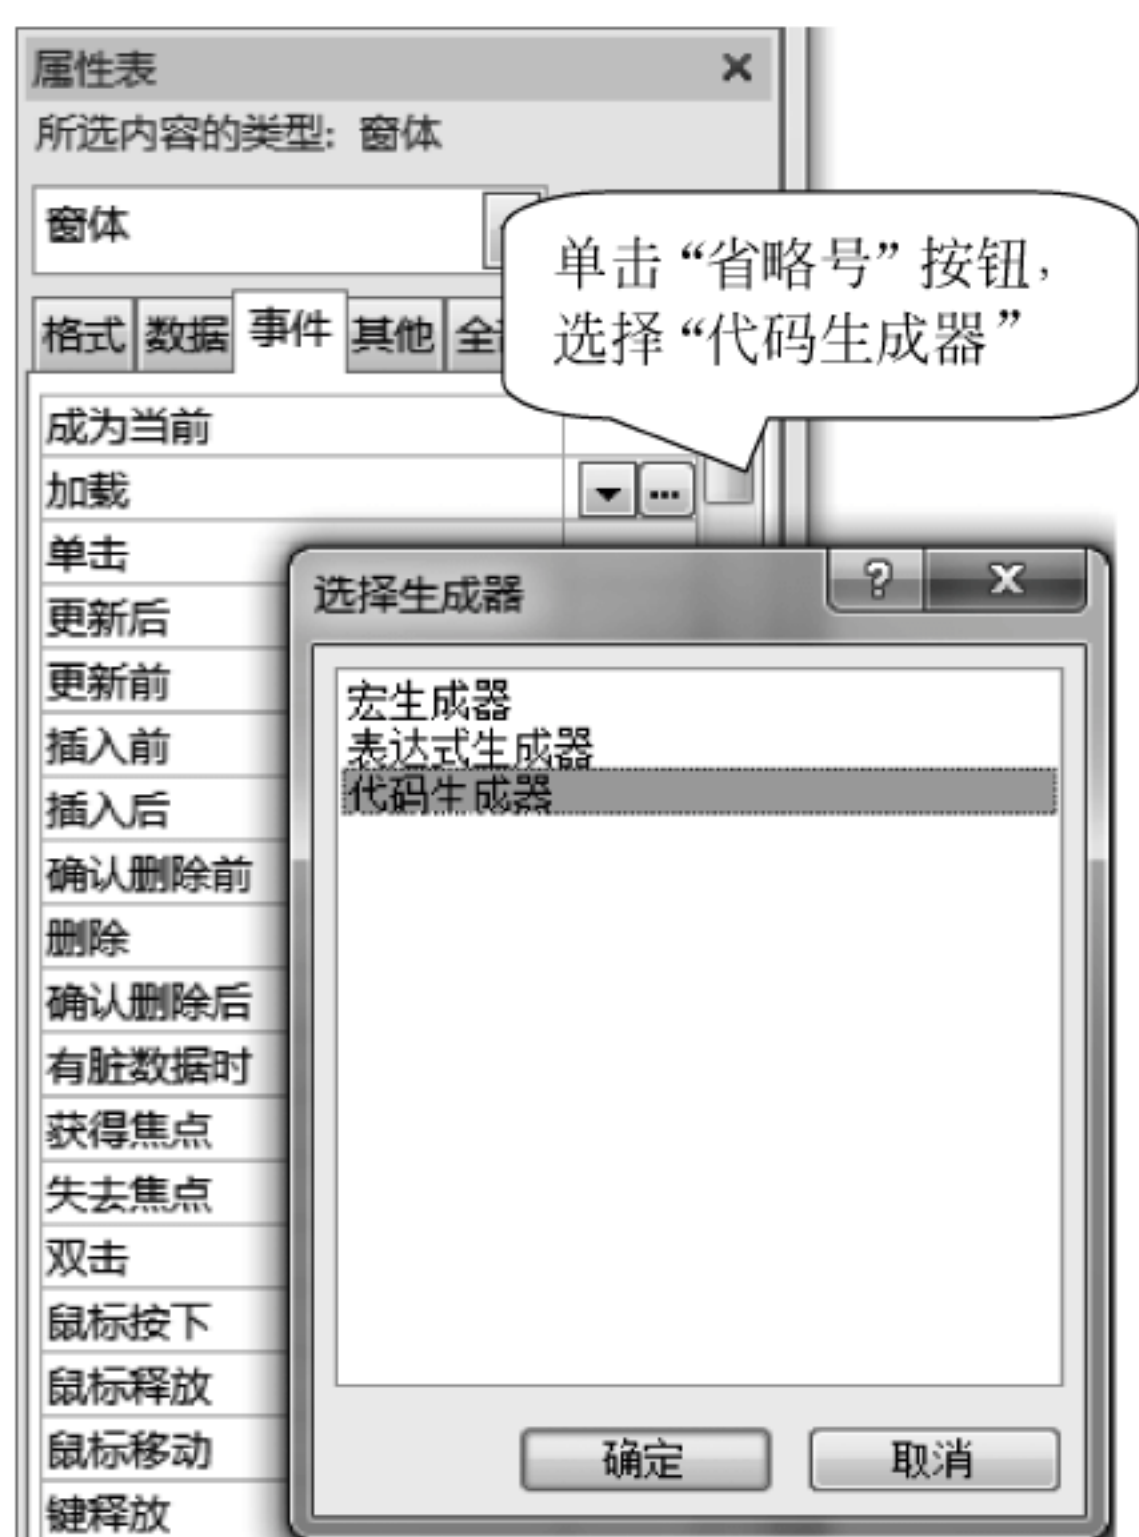 属性表
所选内容的类型: 窗体
窗体
单击“省略号”按钮，
选择“代码生成器”
格式 数据 事件 其他
成为当前
加载
单击
选择生成器
更新后
更新前
宏生成器
表达式生成器
代码生成器
插入前
插入后
确认删除前
删除
确认删除后
有脏数据时
获得焦点
失去焦点
双击
鼠标按下
鼠标释放
鼠标移动
键释放
确定 取消